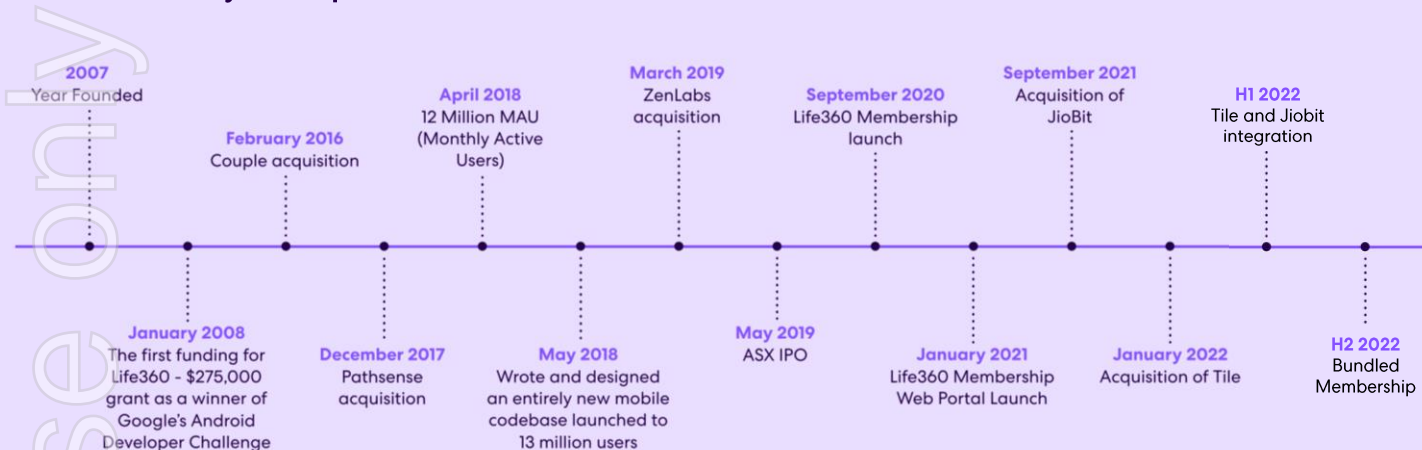 2007
Year Founded
January 2008
The first funding for
Life360 - $275,000
grant as a winner of
Google's Android
Developer Challenge
February 2016
Couple acquisition
December 2017
Pathsense
acquisition
April 2018
12 Million MAU
(Monthly Active
Users)
May 2018
Wrote and designed
an entirely new mobile
codebase launched to
13 million users
March 2019
ZenLabs
acquisition
May 2019
ASX IPO
September 2020
Life360 Membership
launch
January 2021
Life360 Membership
Web Portal Launch
September 2021
Acquisition of
JioBit
January 2022
Acquisition of Tile
H1 2022
Tile and Jiobit
integration
H2 2022
Bundled
Membership
only